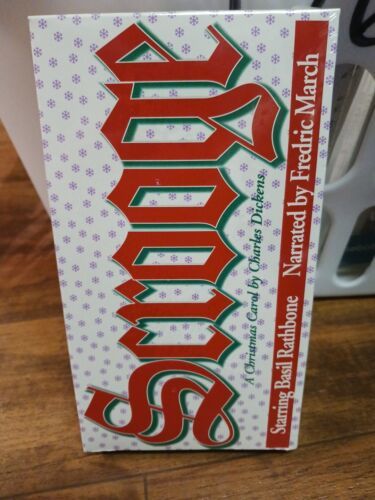 Scrooge
A Christmas Carol by Charles Dickens
Starring Basil Rathbone Narrated by Fredric March